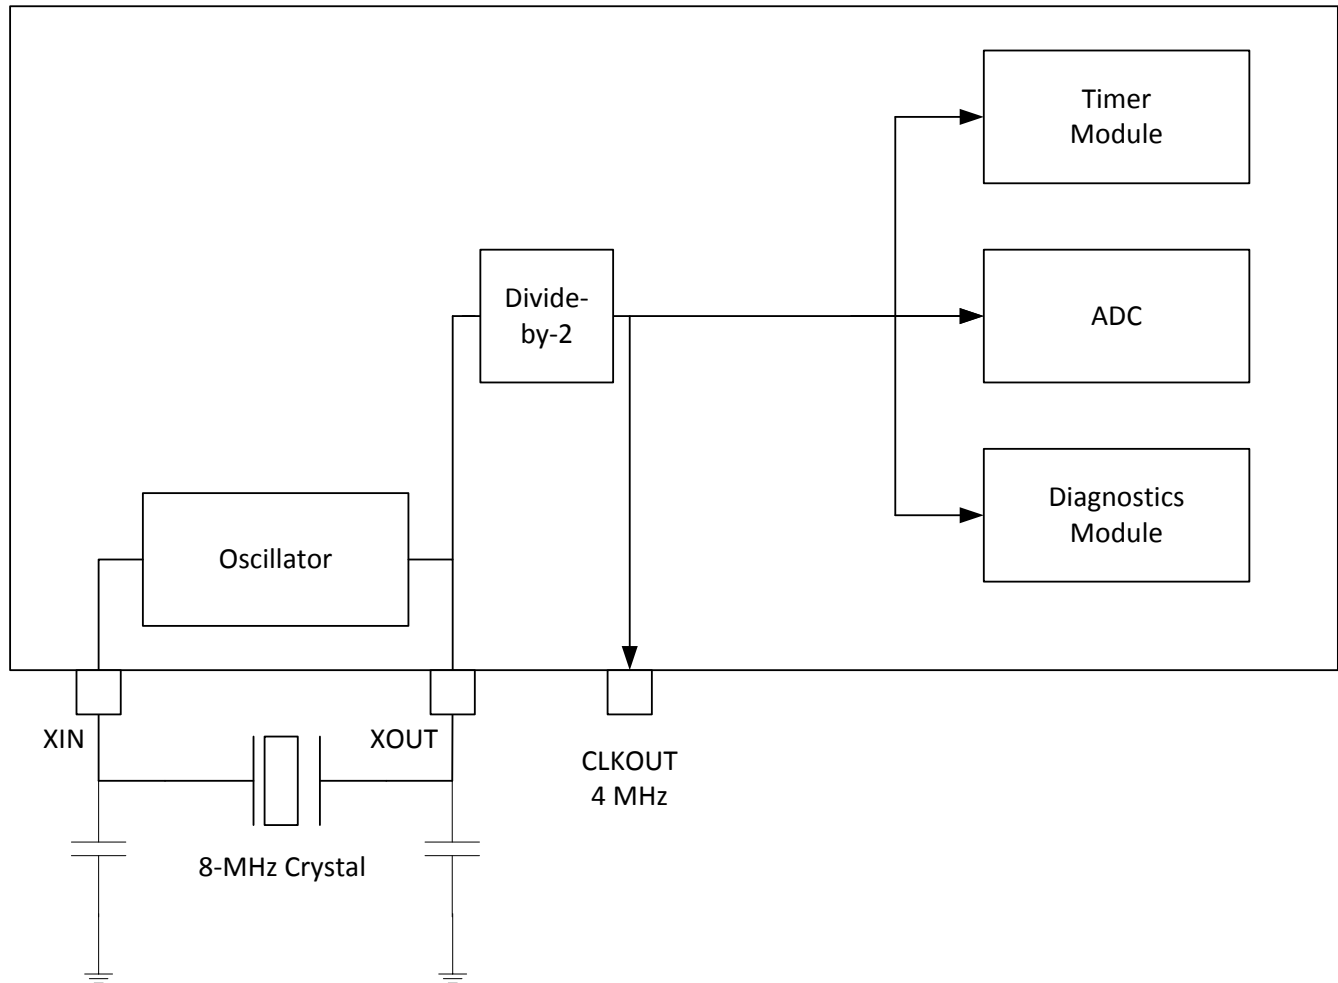 Timer
Module
Divide-
by-2
ADC
Diagnostics
Module
Oscillator
XIN
XOUT
CLKOUT
4 MHz
8-MHz Crystal